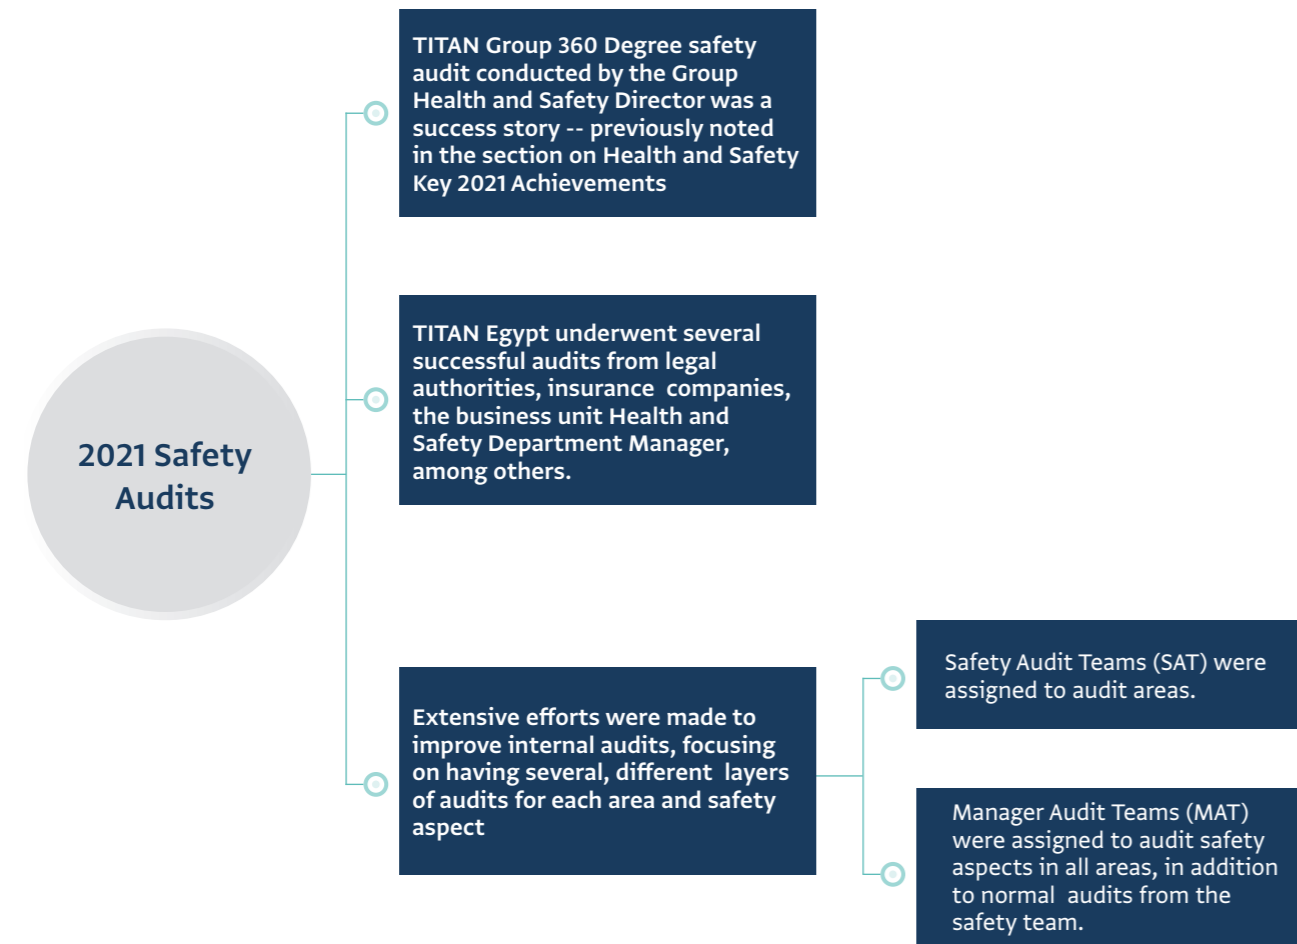 TITAN Group 360 Degree safety
audit conducted by the Group
Health and Safety Director was a
success story -- previously noted
in the section on Health and Safety
Key 2021 Achievements
TITAN Egypt underwent several
successful audits from legal
authorities, insurance companies,
the business unit Health and
Safety Department Manager,
among others.
2021 Safety
Audits
Extensive efforts were made to
improve internal audits, focusing
on having several, different layers
of audits for each area and safety
aspect
Safety Audit Teams (SAT) were
assigned to audit areas.
Manager Audit Teams (MAT)
were assigned to audit safety
aspects in all areas, in addition
to normal audits from the
safety team.